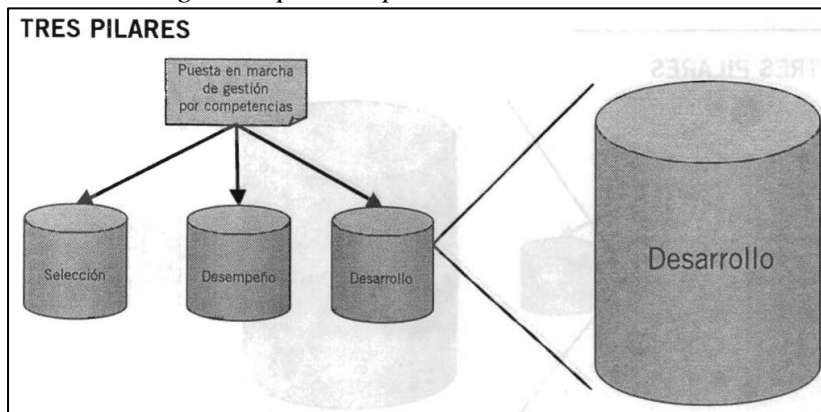 TRES PILARES
Puesta en marcha
de gestión
por competencias
Selección
Desempeño
Desarrollo
Desarrollo